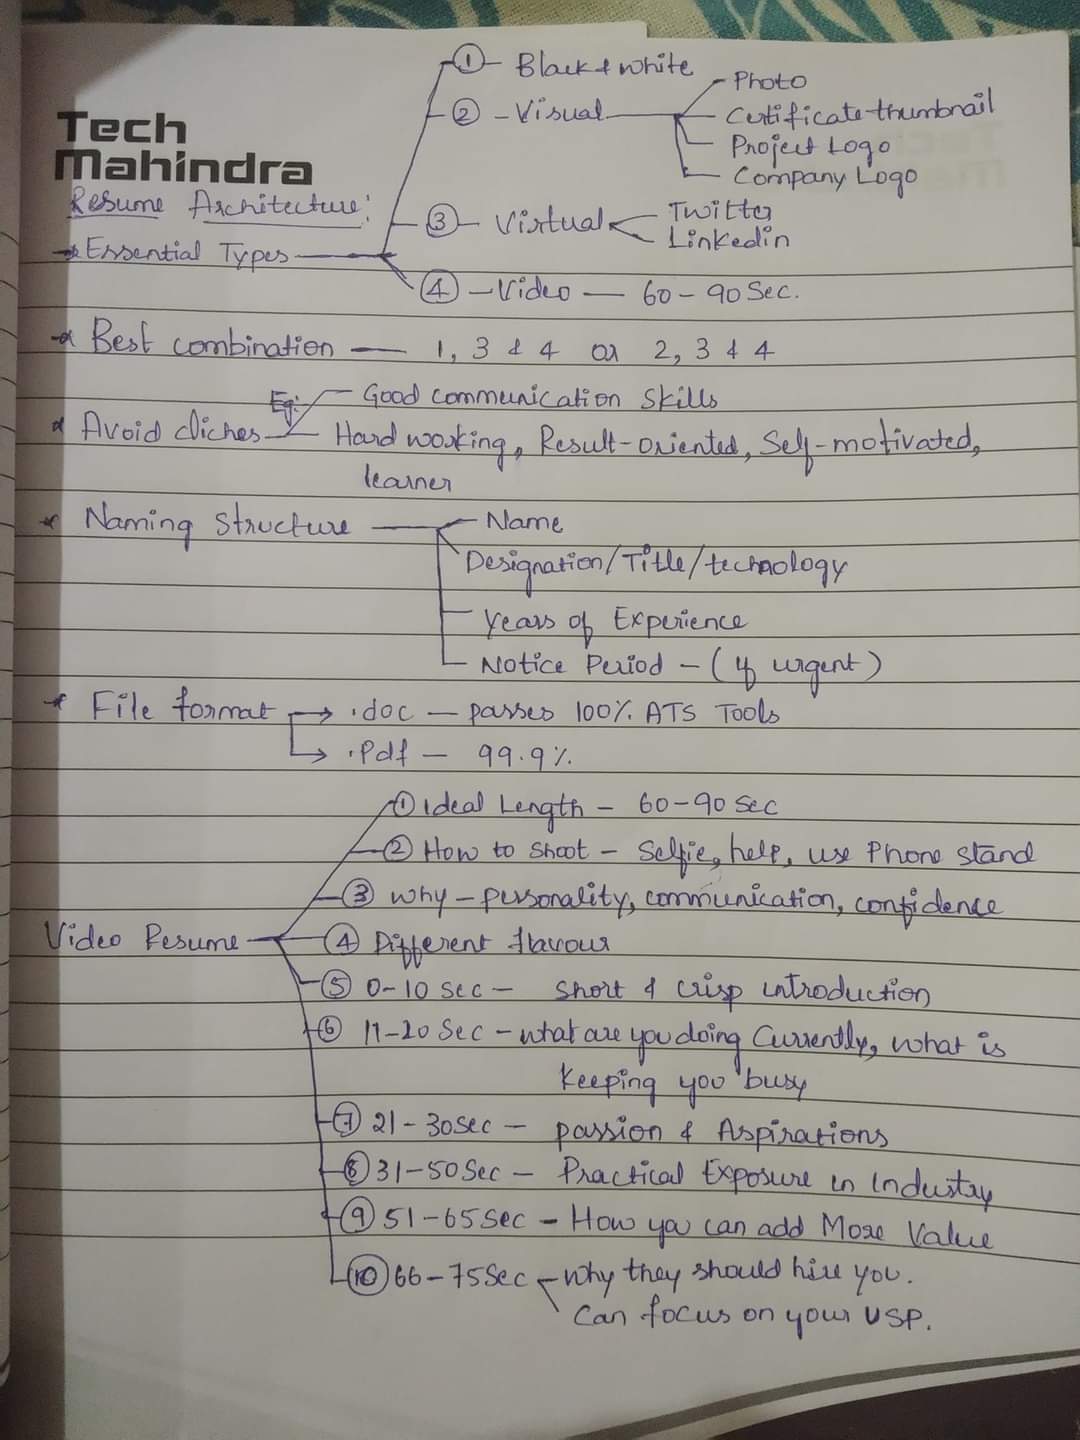 ① Black & white
② - Visual
Photo
Certificate thumbnail
Project Logo
Company Logo
Tech
Mahindra
Resume Architecture:
③ - Virtual
Twitter
Linkedin
* Essential Types
④ - Video - 60-90 Sec.
* Best combination - 1, 3 & 4 or 2, 3 & 4
Eg: Good communication skills
* Avoid cliches - Hard working, Result-oriented, Self-motivated,
learner
* Naming structure - Name
Designation/Title/technology
Years of Experience
Notice Period - (if urgent)
* File format → .doc - passes 100% ATS Tools
→ .Pdf - 99.9%
① Ideal Length - 60-90 Sec
② How to shoot - Selfie, help, use Phone stand
③ why - personality, communication, confidence
Video Resume - ④ Different flavour
⑤ 0-10 sec - short & crisp introduction
⑥ 11-20 Sec - what are you doing Currently, what is
keeping you busy
⑦ 21-30 Sec - passion & Aspirations
⑧ 31-50 Sec - Practical Exposure in Industry
⑨ 51-65 Sec - How you can add More Value
⑩ 66-75 Sec - why they should hire you.
Can focus on your USP.